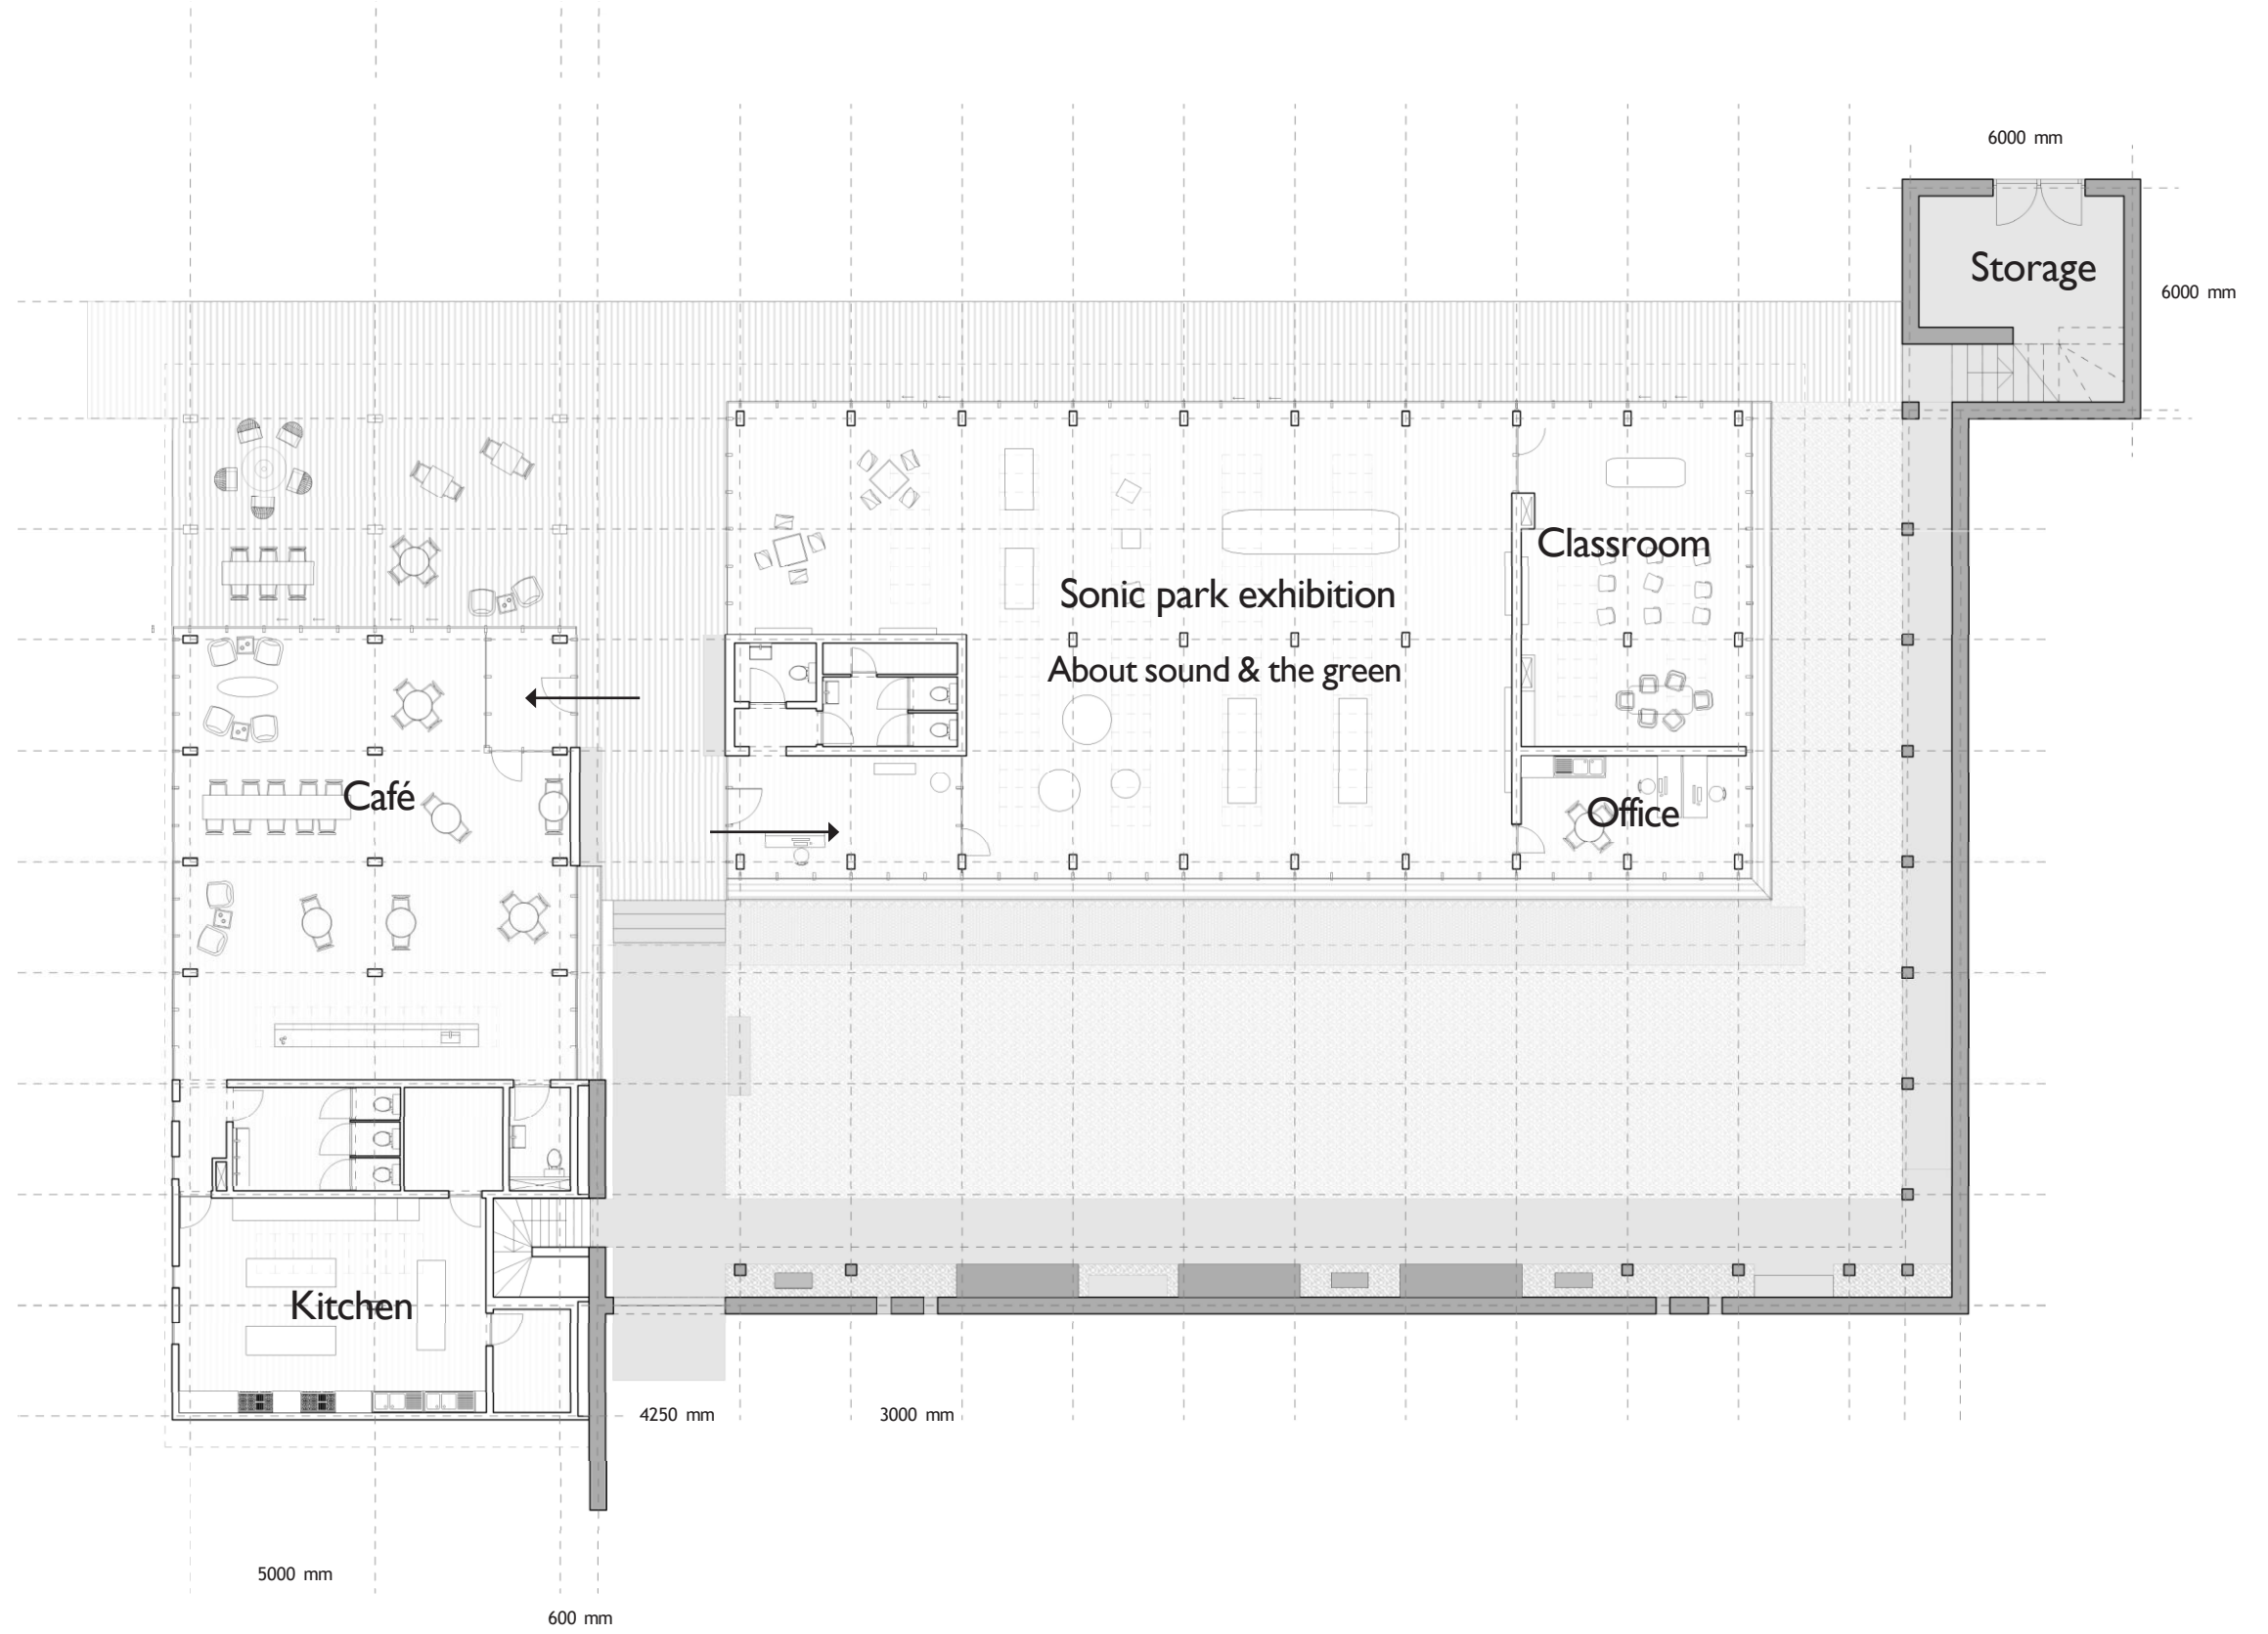 6000 mm
Storage
6000 mm
Classroom
Sonic park exhibition
About sound & the green
Café
Office
Kitchen
4250 mm
3000 mm
5000 mm
600 mm